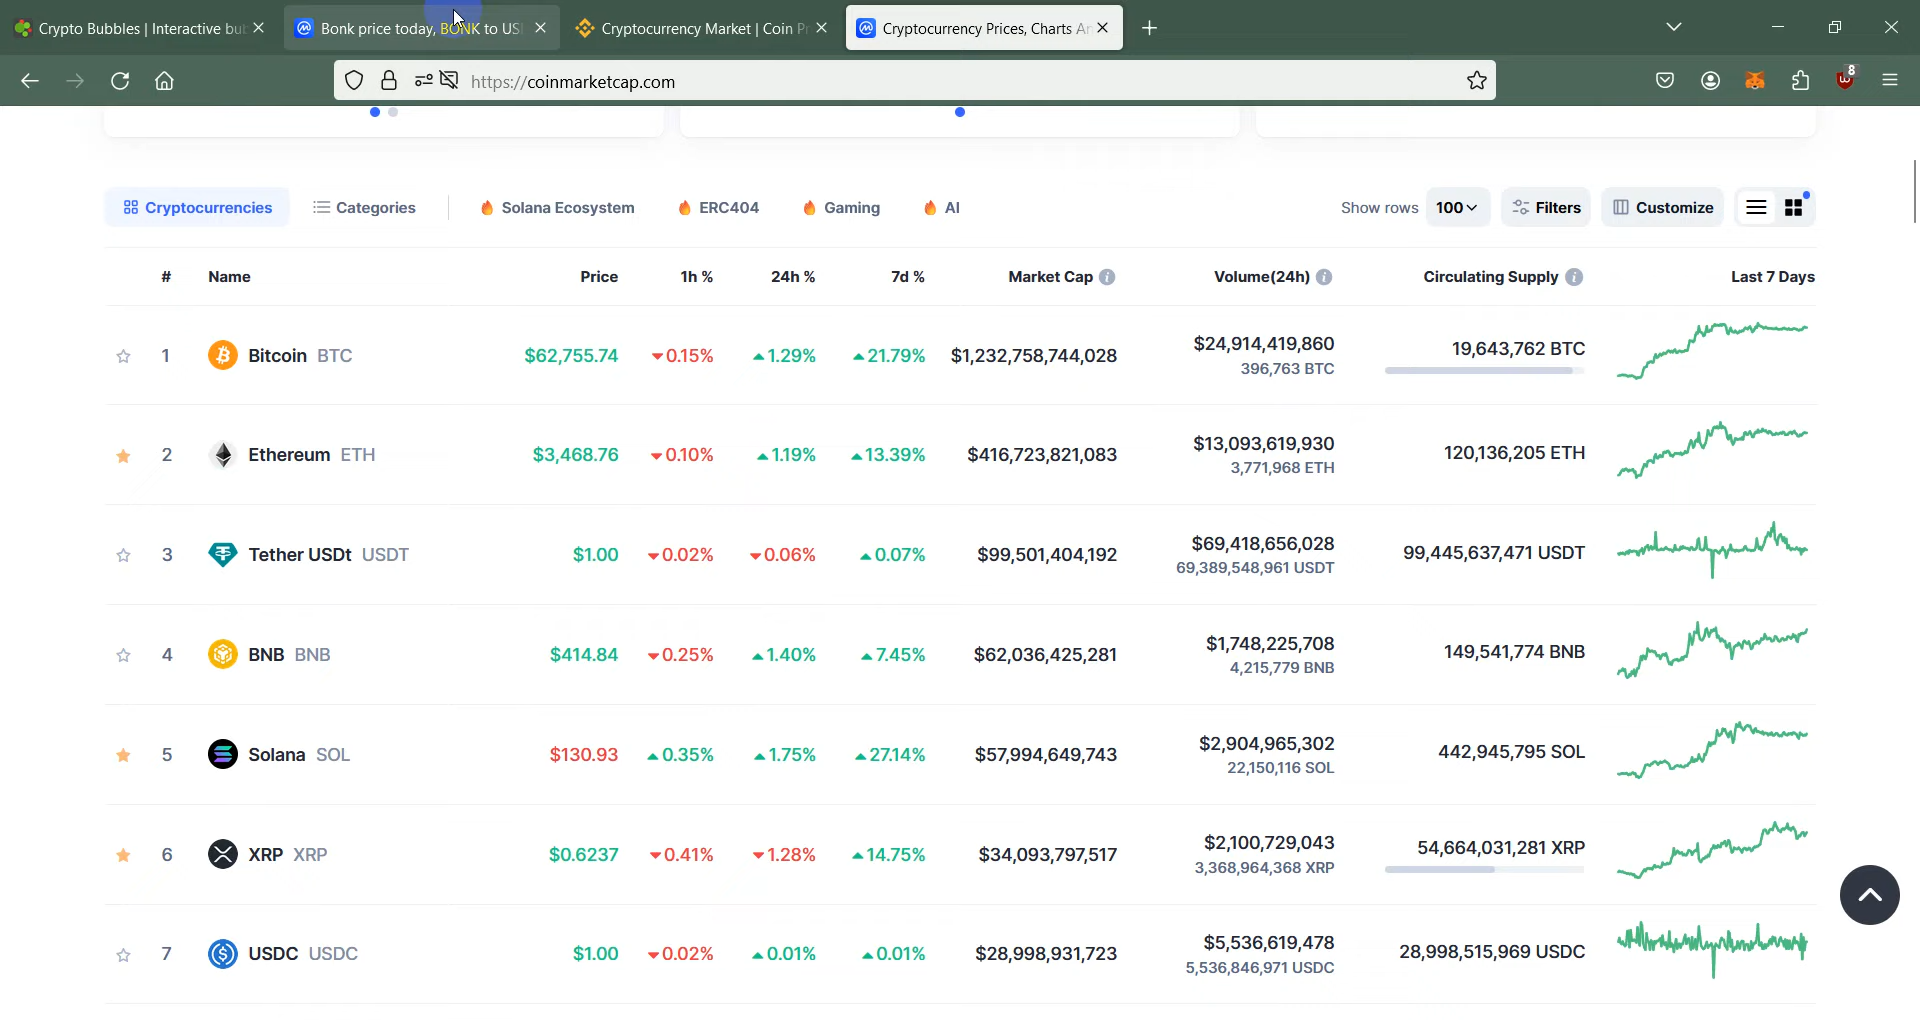 Crypto Bubbles | Interactive bu
Bonk price today, BONK to US
Cryptocurrency Market | Coin Pr
Cryptocurrency Prices, Charts An
https://coinmarketcap.com
8
Cryptocurrencies
Categories
Solana Ecosystem
ERC404
Gaming
AI
Show rows
100
Filters
Customize
# Name Price 1h % 24h % 7d % Market Cap Volume(24h) Circulating Supply Last 7 Days
1 Bitcoin BTC $62,755.74 0.15% 1.29% 21.79% $1,232,758,744,028 $24,914,419,860 19,643,762 BTC
396,763 BTC
2 Ethereum ETH $3,468.76 0.10% 1.19% 13.39% $416,723,821,083 $13,093,619,930 120,136,205 ETH
3,771,968 ETH
3 Tether USDt USDT $1.00 0.02% 0.06% 0.07% $99,501,404,192 $69,418,656,028 99,445,637,471 USDT
69,389,548,961 USDT
4 BNB BNB $414.84 0.25% 1.40% 7.45% $62,036,425,281 $1,748,225,708 149,541,774 BNB
4,215,779 BNB
5 Solana SOL $130.93 0.35% 1.75% 27.14% $57,994,649,743 $2,904,965,302 442,945,795 SOL
22,150,116 SOL
6 XRP XRP $0.6237 0.41% 1.28% 14.75% $34,093,797,517 $2,100,729,043 54,664,031,281 XRP
3,368,964,368 XRP
7 USDC USDC $1.00 0.02% 0.01% 0.01% $28,998,931,723 $5,536,619,478 28,998,515,969 USDC
5,536,846,971 USDC